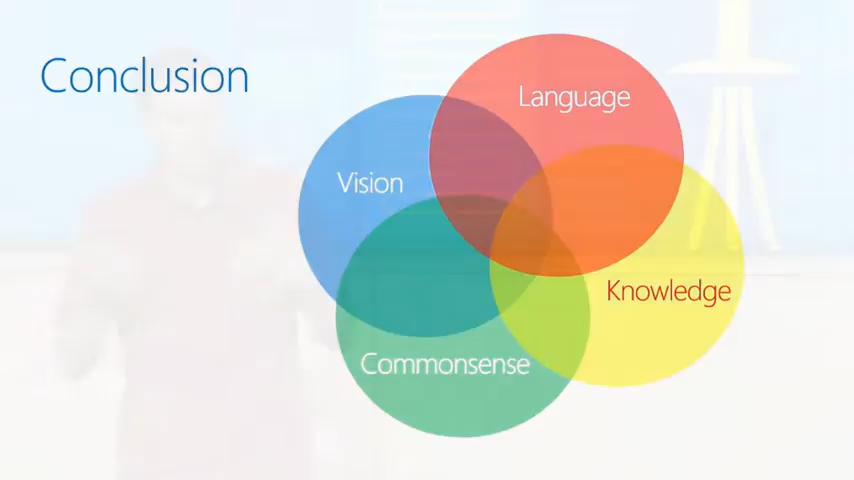 Conclusion
Language
Vision
Knowledge
Commonsense